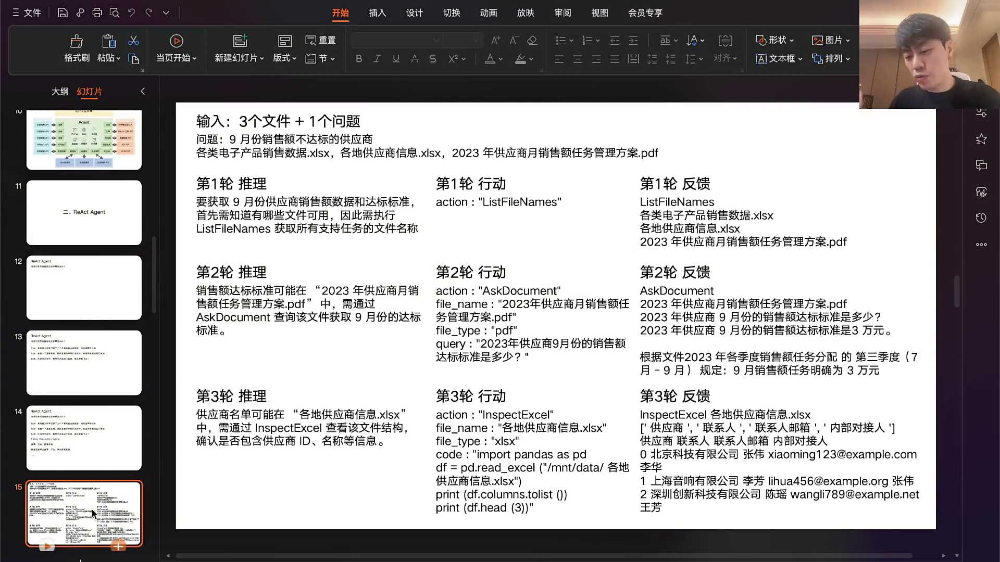 文件
开始 插入 设计 切换 动画 放映 审阅 视图 会员专享
格式刷 粘贴 当页开始 新建幻灯片 版式 重置 节
对齐 形状 图片 文本框 排列
大纲 幻灯片
10
Agent
11
二、ReAct Agent
12
ReAct Agent
13
ReAct Agent
14
ReAct Agent
15
输入：3个文件 + 1个问题
问题：9 月份销售额不达标的供应商
各类电子产品销售数据.xlsx，各地供应商信息.xlsx，2023 年供应商月销售额任务管理方案.pdf
第1轮 推理
要获取 9 月份供应商销售额数据和达标标准，
首先需知道有哪些文件可用，因此需执行
ListFileNames 获取所有支持任务的文件名称
第1轮 行动
action : "ListFileNames"
第1轮 反馈
ListFileNames
各类电子产品销售数据.xlsx
各地供应商信息.xlsx
2023 年供应商月销售额任务管理方案.pdf
第2轮 推理
销售额达标标准可能在 “2023 年供应商月销
售额任务管理方案.pdf” 中，需通过
AskDocument 查询该文件获取 9 月份的达标
标准。
第2轮 行动
action : "AskDocument"
file_name : "2023年供应商月销售额任
务管理方案.pdf"
file_type : "pdf"
query : "2023年供应商9月份的销售额
达标标准是多少？"
第2轮 反馈
AskDocument
2023 年供应商月销售额任务管理方案.pdf
2023 年供应商 9 月份的销售额达标标准是多少？
2023 年供应商 9 月份的销售额达标标准是3 万元。
根据文件2023 年各季度销售额任务分配 的 第三季度（7
月 - 9 月） 规定：9 月销售额任务明确为 3 万元
第3轮 推理
供应商名单可能在 “各地供应商信息.xlsx”
中，需通过 InspectExcel 查看该文件结构，
确认是否包含供应商 ID、名称等信息。
第3轮 行动
action : "InspectExcel"
file_name : "各地供应商信息.xlsx"
file_type : "xlsx"
code : "import pandas as pd
df = pd.read_excel ("/mnt/data/ 各地
供应商信息.xlsx")
print (df.columns.tolist ())
print (df.head (3))"
第3轮 反馈
InspectExcel 各地供应商信息.xlsx
[' 供应商 ', ' 联系人 ', ' 联系人邮箱 ', ' 内部对接人 ']
供应商 联系人 联系人邮箱 内部对接人
0 北京科技有限公司 张伟 xiaoming123@example.com
李华
1 上海音响有限公司 李芳 lihua456@example.org 张伟
2 深圳创新科技有限公司 陈瑶 wangli789@example.net
王芳